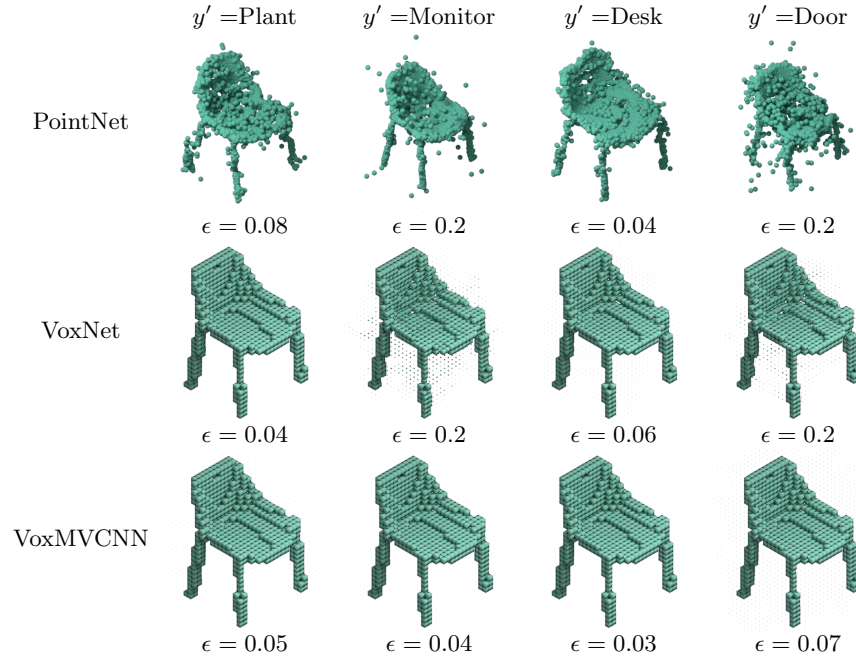 y′ =Plant y′ =Monitor y′ =Desk y′ =Door
PointNet
ϵ = 0.08 ϵ = 0.2 ϵ = 0.04 ϵ = 0.2
VoxNet
ϵ = 0.04 ϵ = 0.2 ϵ = 0.06 ϵ = 0.2
VoxMVCNN
ϵ = 0.05 ϵ = 0.04 ϵ = 0.03 ϵ = 0.07